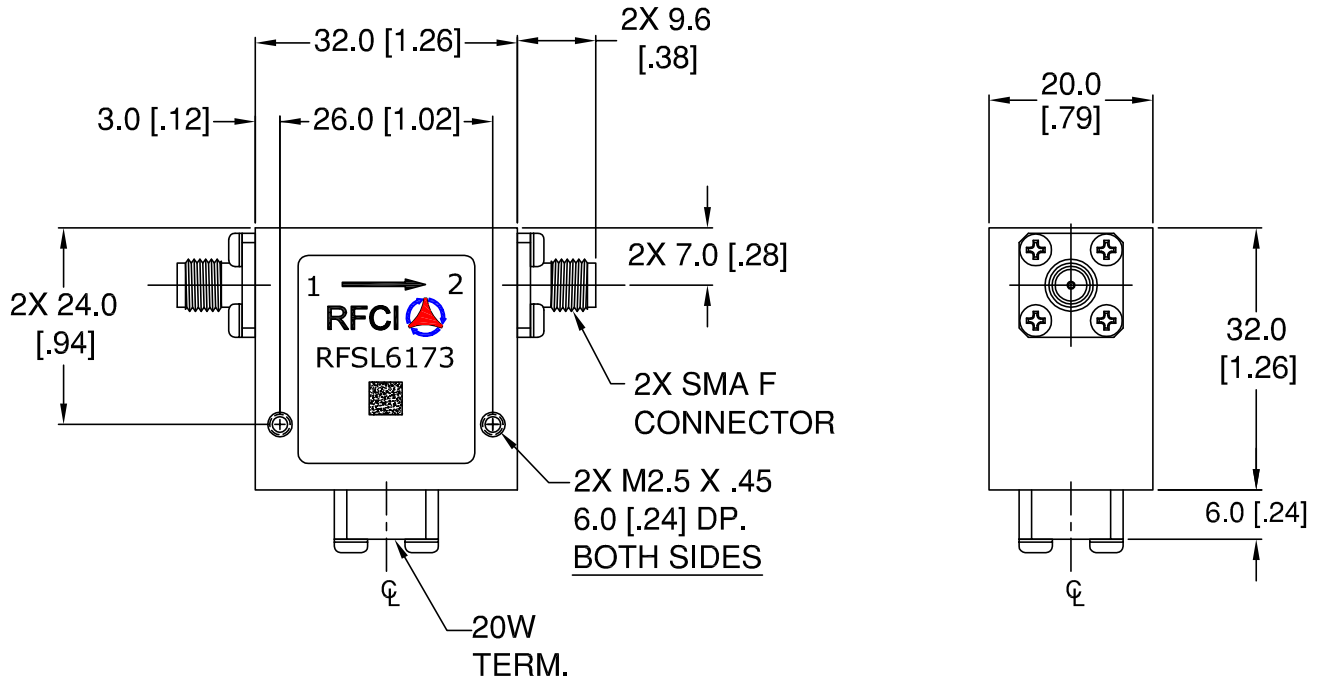 32.0 [1.26]
2X 9.6
[.38]
3.0 [.12]
26.0 [1.02]
2X 7.0 [.28]
2X 24.0
[.94]
1
2
RFCI
RFSL6173
2X SMA F
CONNECTOR
2X M2.5 X .45
6.0 [.24] DP.
BOTH SIDES
℄
20W
TERM.
20.0
[.79]
32.0
[1.26]
6.0 [.24]
℄